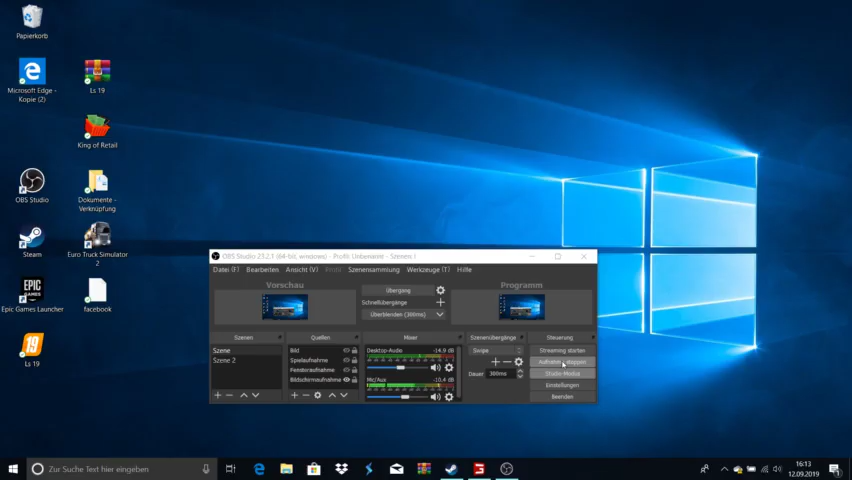 Papierkorb
Microsoft Edge -
Kopie (2)
Ls 19
King of Retail
OBS Studio
Dokumente -
Verknüpfung
Steam
Euro Truck Simulator
2
EPIC
GAMES
Epic Games Launcher
facebook
19
Ls 19
OBS Studio 23.2.1 (64-bit, windows) - Profil: Unbenannt - Szenen: 
Datei (F) Bearbeiten Ansicht (V) Profil Szenensammlung Werkzeuge (T) Hilfe
Vorschau
Übergang
Programm
Schnellübergänge
Überblenden (300ms)
Szenen Quellen Mixer Szenenübergänge Steuerung
Szene
Szene 2
Bild
Spielaufnahme
Fensteraufnahme
Bildschirmaufnahme
Desktop-Audio -14.9 dB
Mic/Aux -10.4 dB
Swipe
Dauer 300ms
Streaming starten
Aufnahme stoppen
Studio-Modus
Einstellungen
Beenden
Zur Suche Text hier eingeben
16:13
12.09.2019